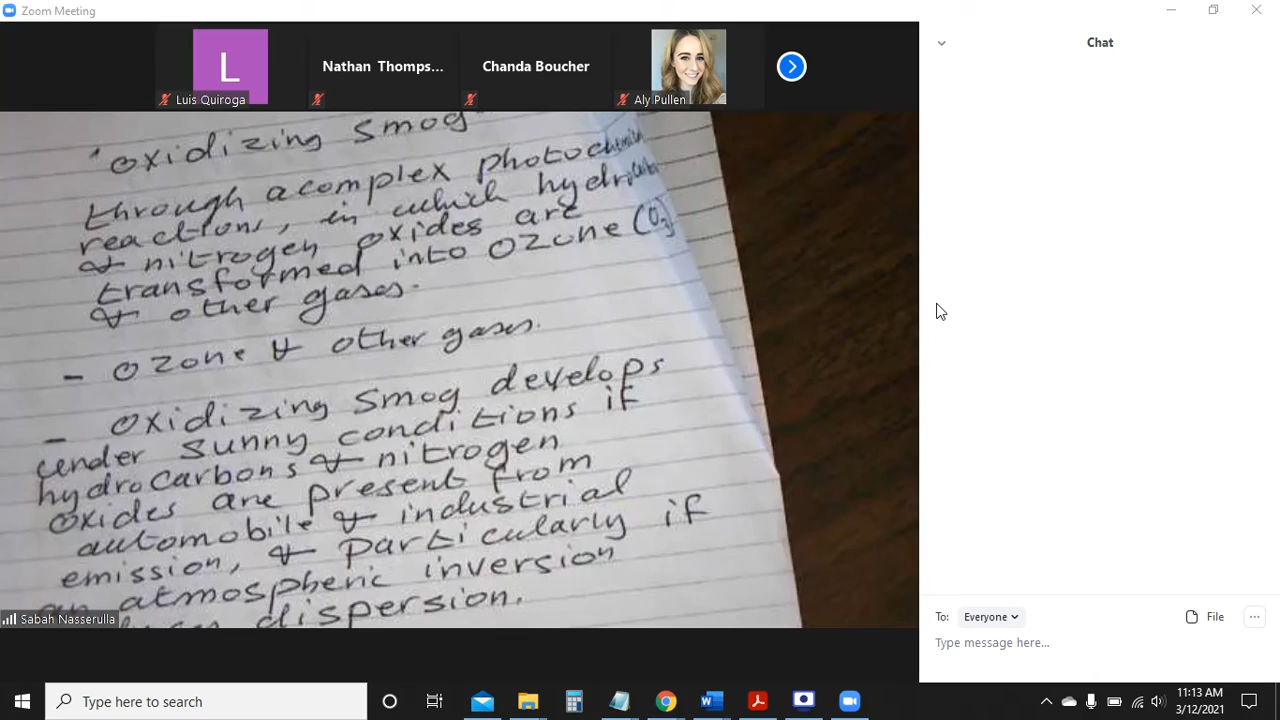 Zoom Meeting
L
Luis Quiroga
Nathan Thomps...
Chanda Boucher
Aly Pullen
Chat
"oxidizing smog"
through a complex photochemical
reactions, in which hydrocarbon
& nitrogen oxides are
transformed into ozone (O3
& other gases.
- ozone & other gases.
- oxidizing smog develops
under sunny conditions if
hydrocarbons & nitrogen
oxides are present from
automobile & industrial
emission, & particularly if
an atmospheric inversion
dispersion.
Sabah Nasserulla
To: Everyone
File
...
Type message here...
Type here to search
11:13 AM
3/12/2021